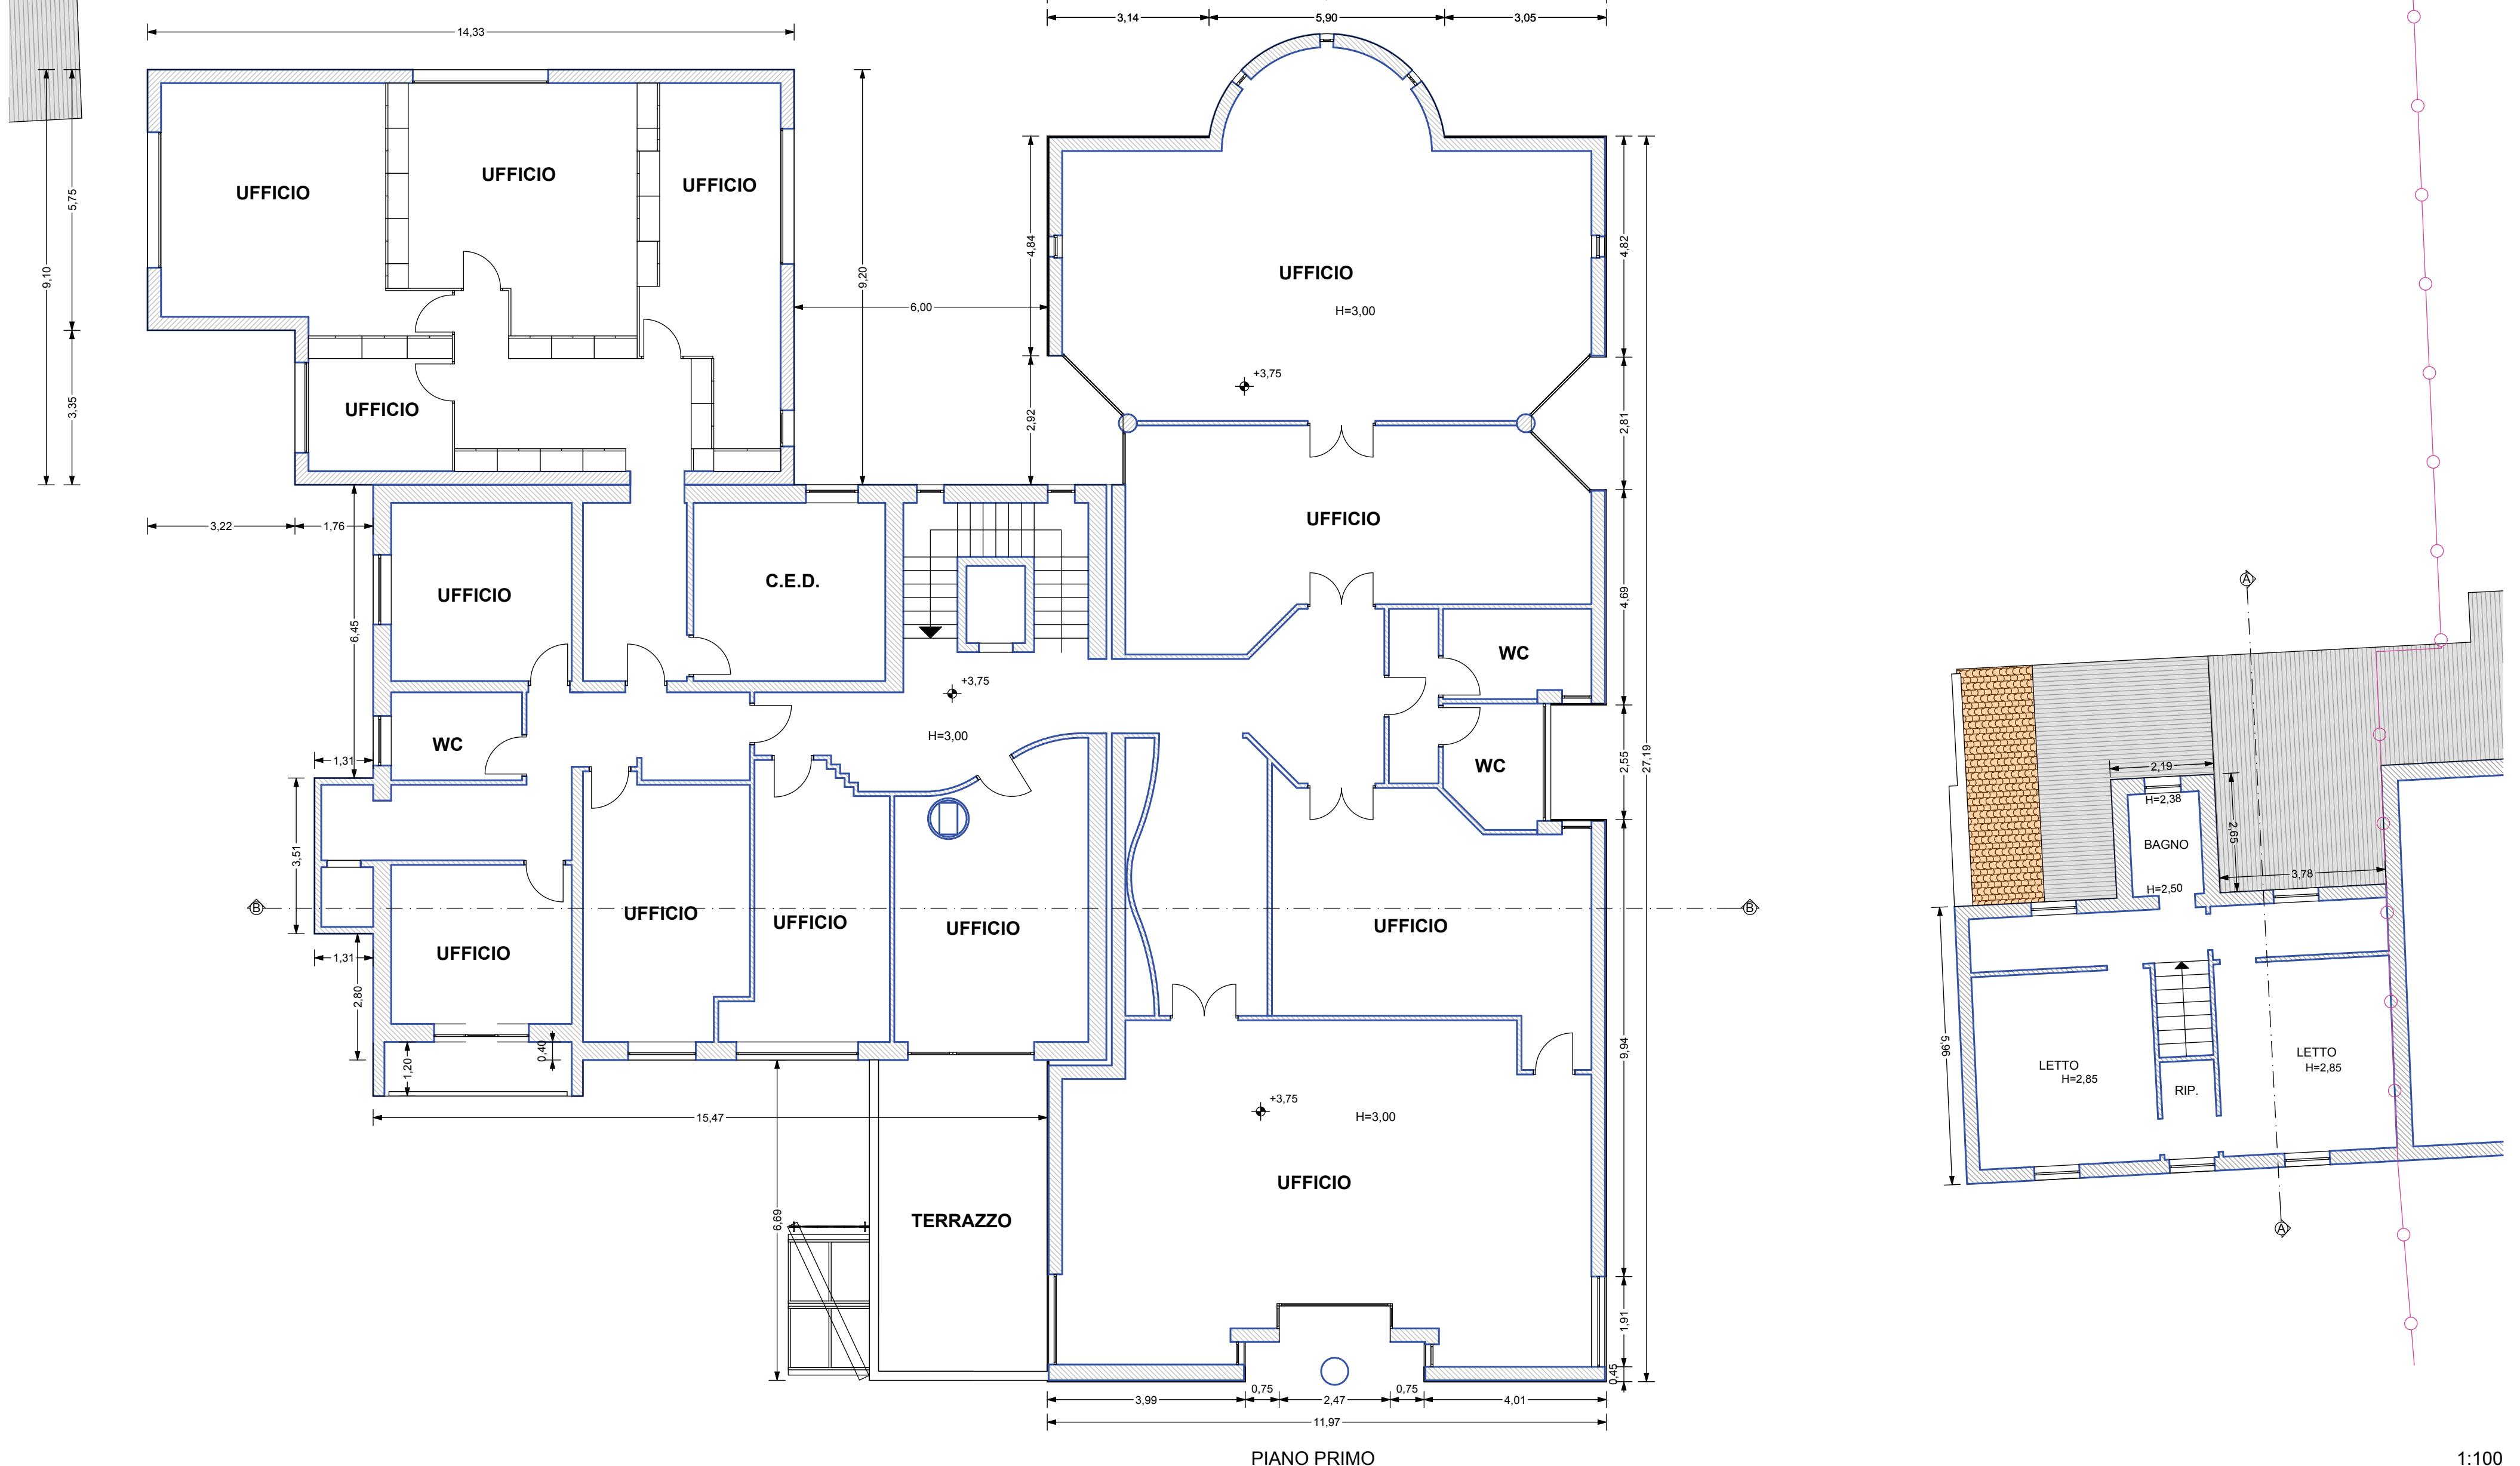 3,14
5,90
3,05
14,33
9,10
5,75
3,35
UFFICIO
UFFICIO
UFFICIO
UFFICIO
9,20
6,00
4,84
2,92
UFFICIO
H=3,00
+3,75
4,82
2,81
27,19
3,22
1,76
6,45
UFFICIO
C.E.D.
UFFICIO
4,69
WC
+3,75
H=3,00
WC
WC
2,55
1,31
3,51
1,31
2,80
B
UFFICIO
UFFICIO
UFFICIO
UFFICIO
UFFICIO
B
9,94
1,20
0,40
15,47
6,69
TERRAZZO
+3,75
H=3,00
UFFICIO
1,91
0,45
3,99
0,75
2,47
0,75
4,01
11,97
PIANO PRIMO
A
2,19
H=2,38
BAGNO
2,65
H=2,50
3,78
5,96
LETTO
H=2,85
RIP.
LETTO
H=2,85
A
1:100